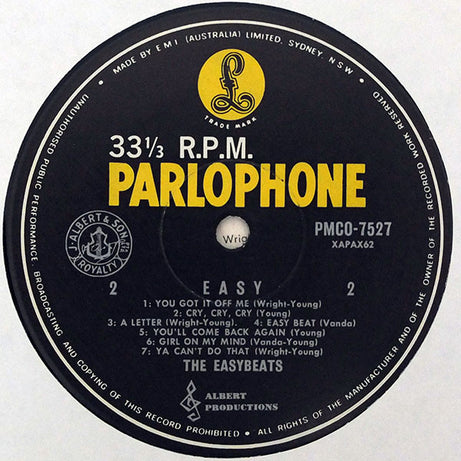 MADE BY E M I (AUSTRALIA) LIMITED, SYDNEY, N S W •
£
TRADE MARK
33 1/3 R.P.M.
PARLOPHONE
PMCO-7527
XAPAX62
J. ALBERT & SON
ROYALTY
Wrig
EASY
2 2
1: YOU GOT IT OFF ME (Wright-Young)
2: CRY, CRY, CRY (Young)
3: A LETTER (Wright-Young). 4: EASY BEAT (Vanda)
5: YOU'LL COME BACK AGAIN (Young)
6: GIRL ON MY MIND (Vanda-Young)
7: YA CAN'T DO THAT (Wright-Young)
THE EASYBEATS
ALBERT
PRODUCTIONS
UNAUTHORISED PUBLIC PERFORMANCE BROADCASTING AND COPYING OF THIS RECORD PROHIBITED • ALL RIGHTS OF THE MANUFACTURER AND OF THE OWNER OF THE RECORDED WORK RESERVED •